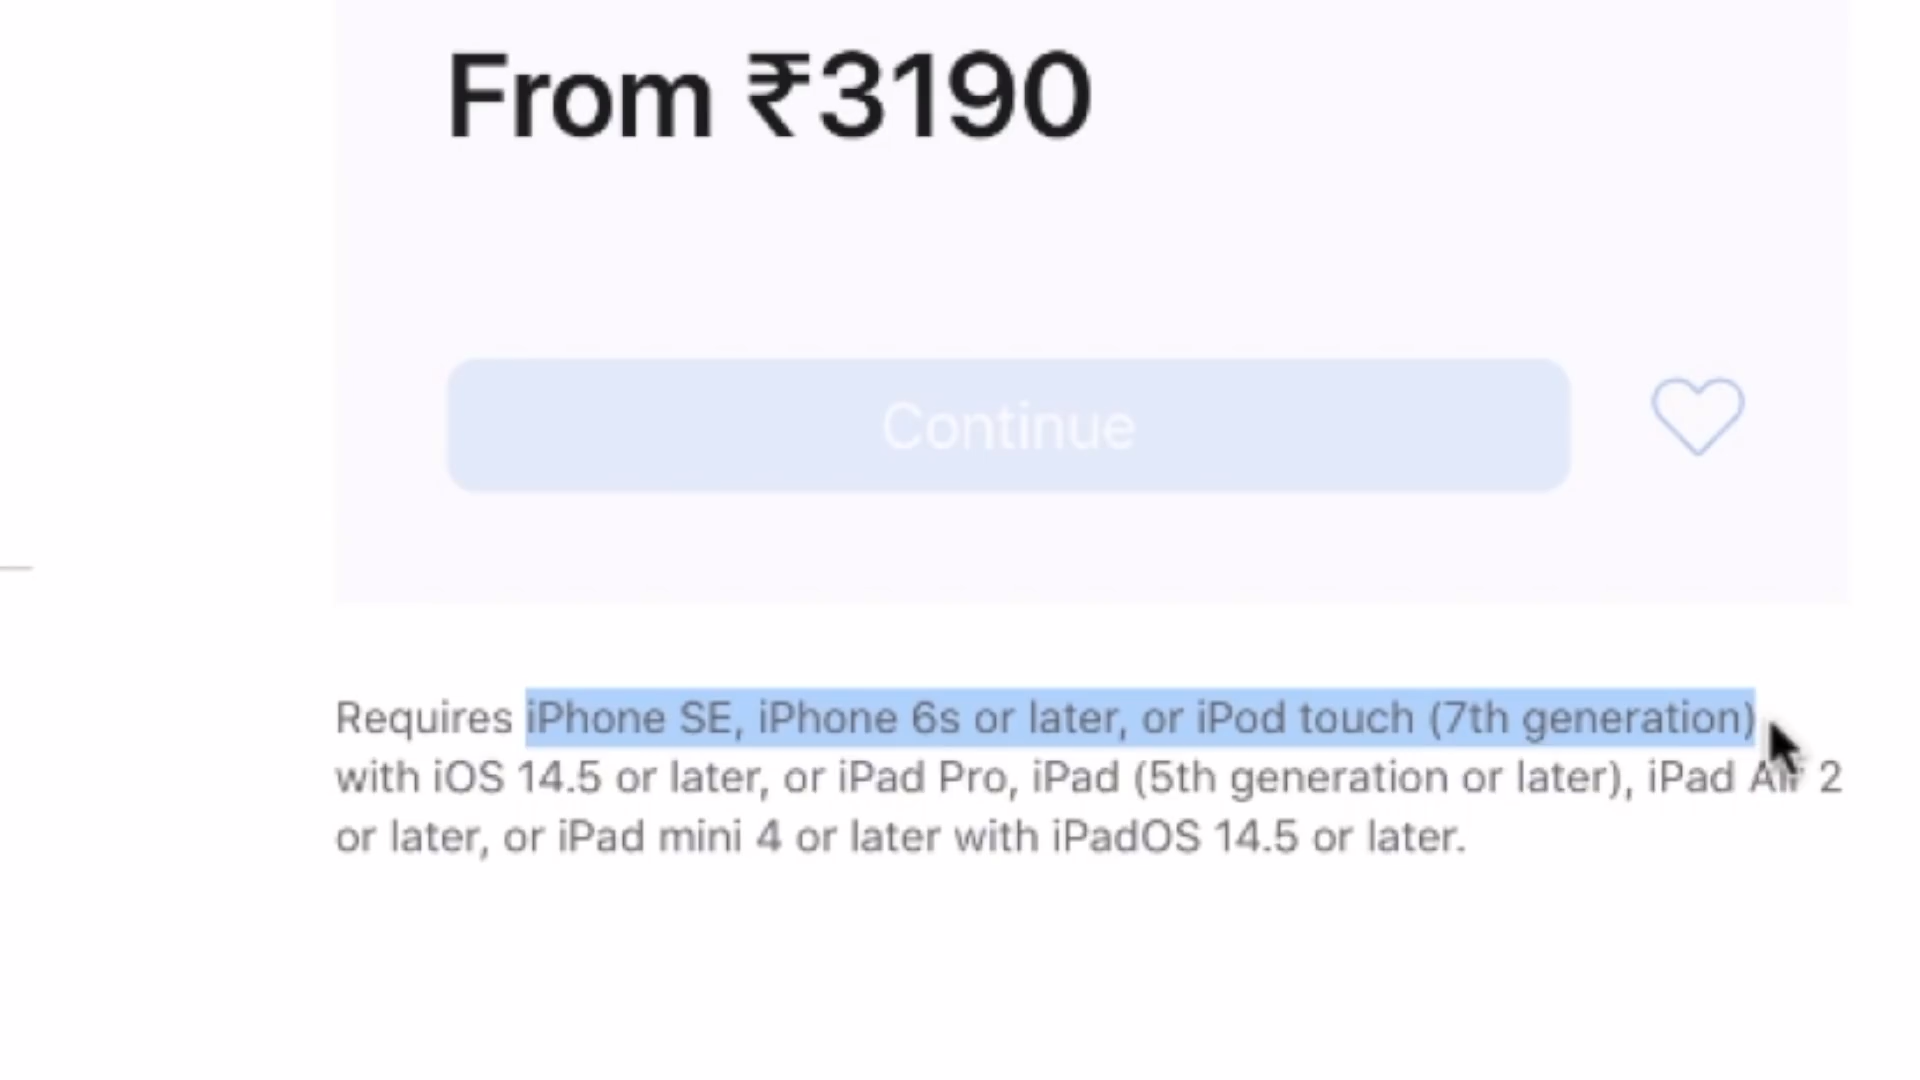 From ₹3190
Continue
Requires iPhone SE, iPhone 6s or later, or iPod touch (7th generation)
with iOS 14.5 or later, or iPad Pro, iPad (5th generation or later), iPad Air 2
or later, or iPad mini 4 or later with iPadOS 14.5 or later.